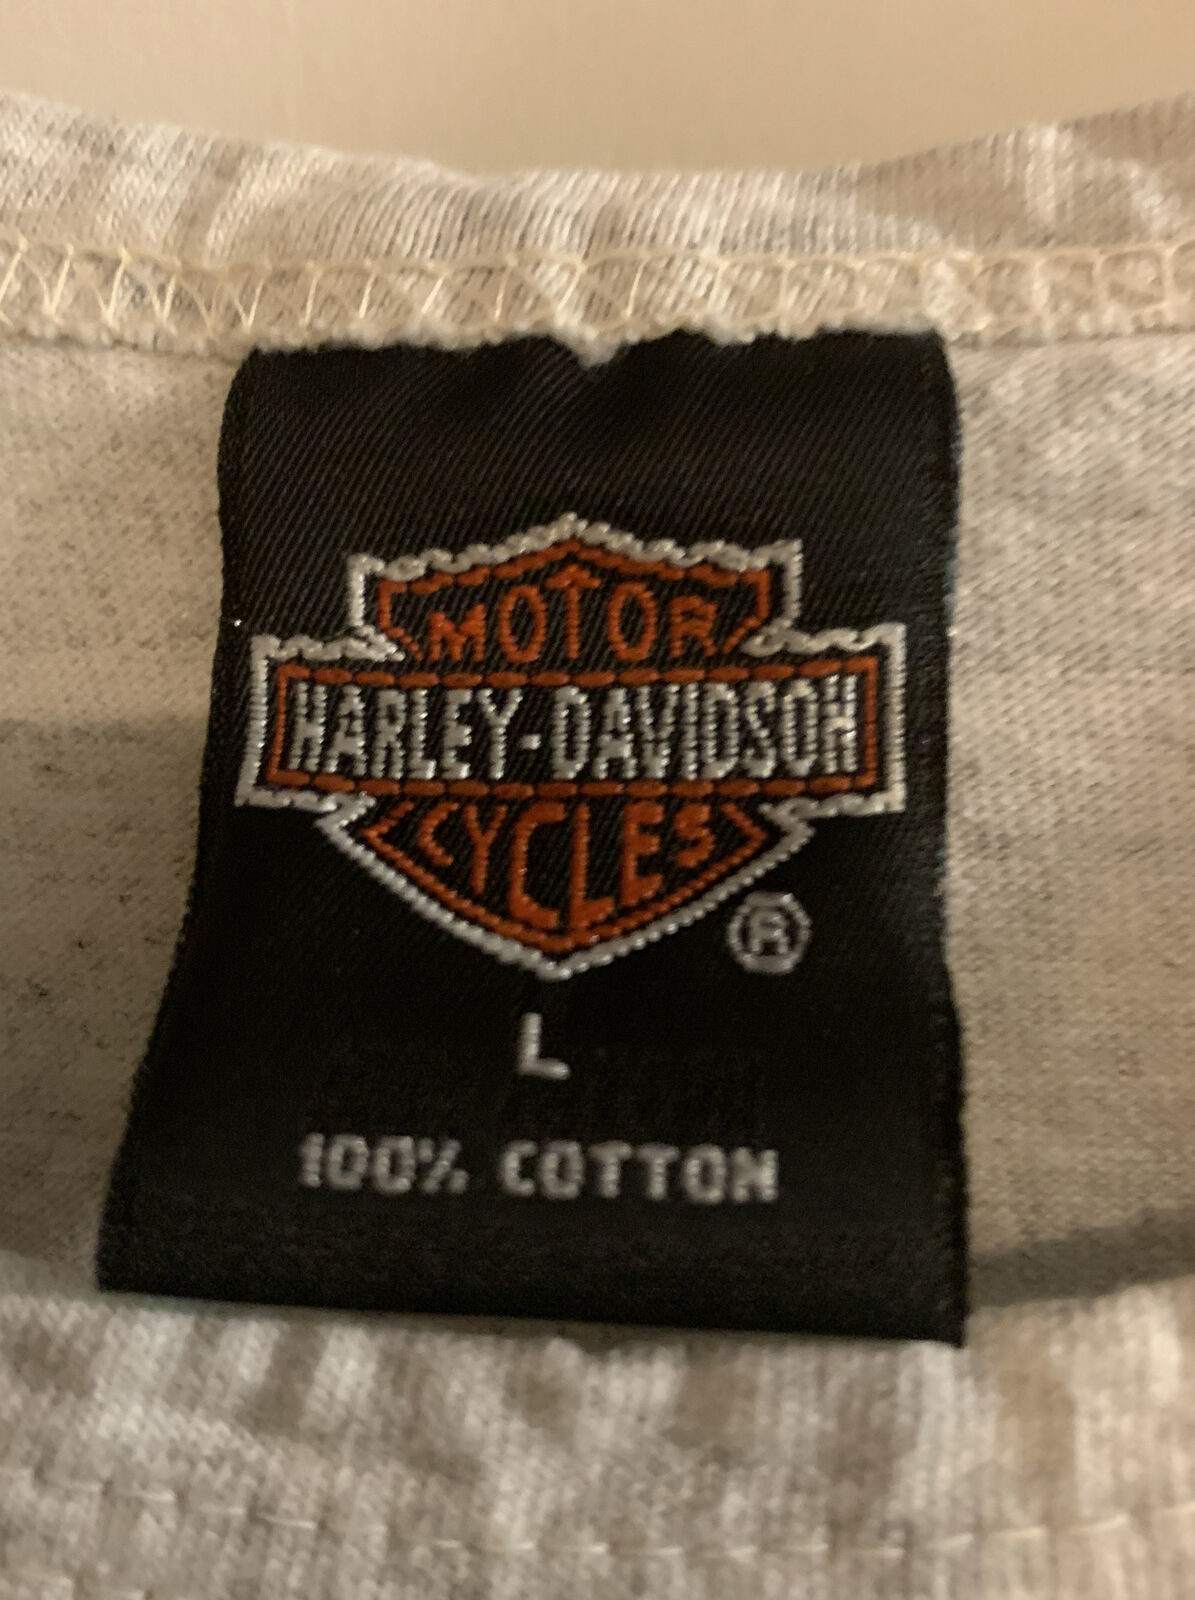 MOTOR
HARLEY-DAVIDSON
CYCLES
®
L
100% COTTON